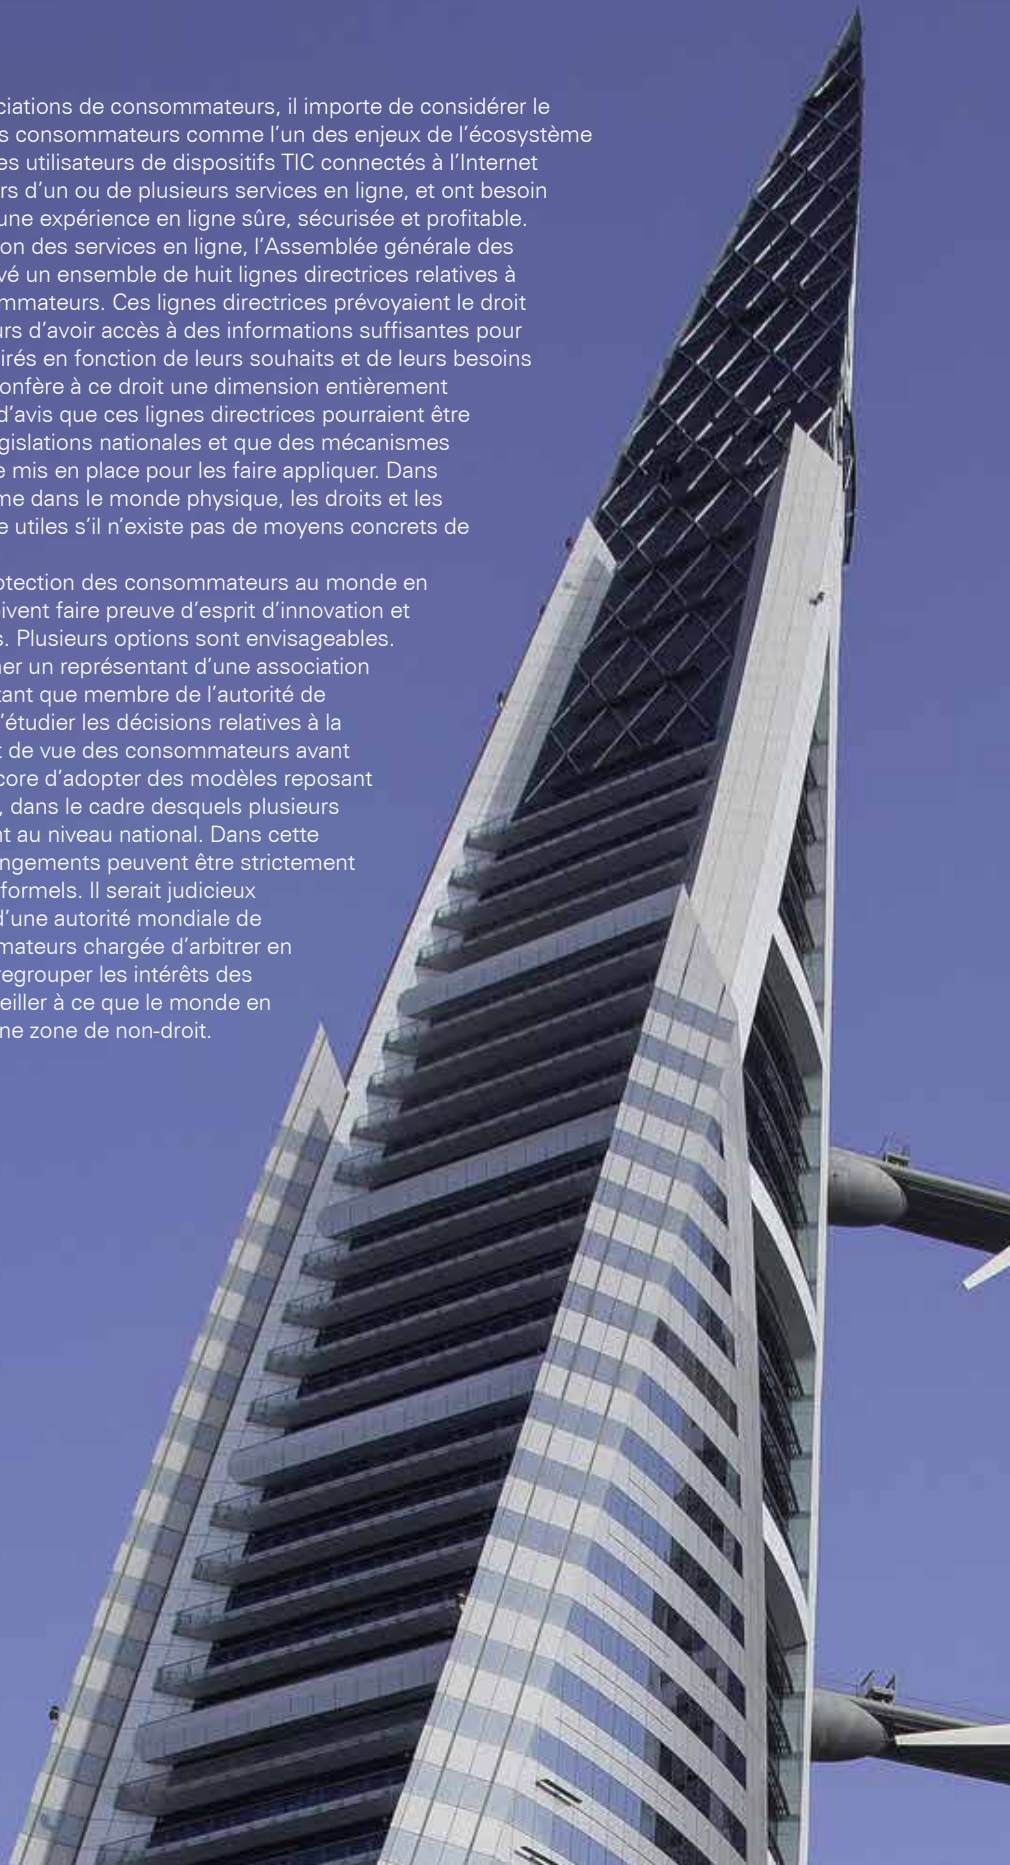 ciations de consommateurs, il importe de considérer le
s consommateurs comme l’un des enjeux de l’écosystème
es utilisateurs de dispositifs TIC connectés à l’Internet
rs d’un ou de plusieurs services en ligne, et ont besoin
une expérience en ligne sûre, sécurisée et profitable.
on des services en ligne, l’Assemblée générale des
vé un ensemble de huit lignes directrices relatives à
mmateurs. Ces lignes directrices prévoyaient le droit
urs d’avoir accès à des informations suffisantes pour
irés en fonction de leurs souhaits et de leurs besoins
onfère à ce droit une dimension entièrement
d’avis que ces lignes directrices pourraient être
égislations nationales et que des mécanismes
e mis en place pour les faire appliquer. Dans
me dans le monde physique, les droits et les
e utiles s’il n’existe pas de moyens concrets de
otection des consommateurs au monde en
ivent faire preuve d’esprit d’innovation et
s. Plusieurs options sont envisageables.
ner un représentant d’une association
tant que membre de l’autorité de
d’étudier les décisions relatives à la
t de vue des consommateurs avant
core d’adopter des modèles reposant
, dans le cadre desquels plusieurs
nt au niveau national. Dans cette
ngements peuvent être strictement
formels. Il serait judicieux
d’une autorité mondiale de
mateurs chargée d’arbitrer en
regrouper les intérêts des
eiller à ce que le monde en
ne zone de non-droit.